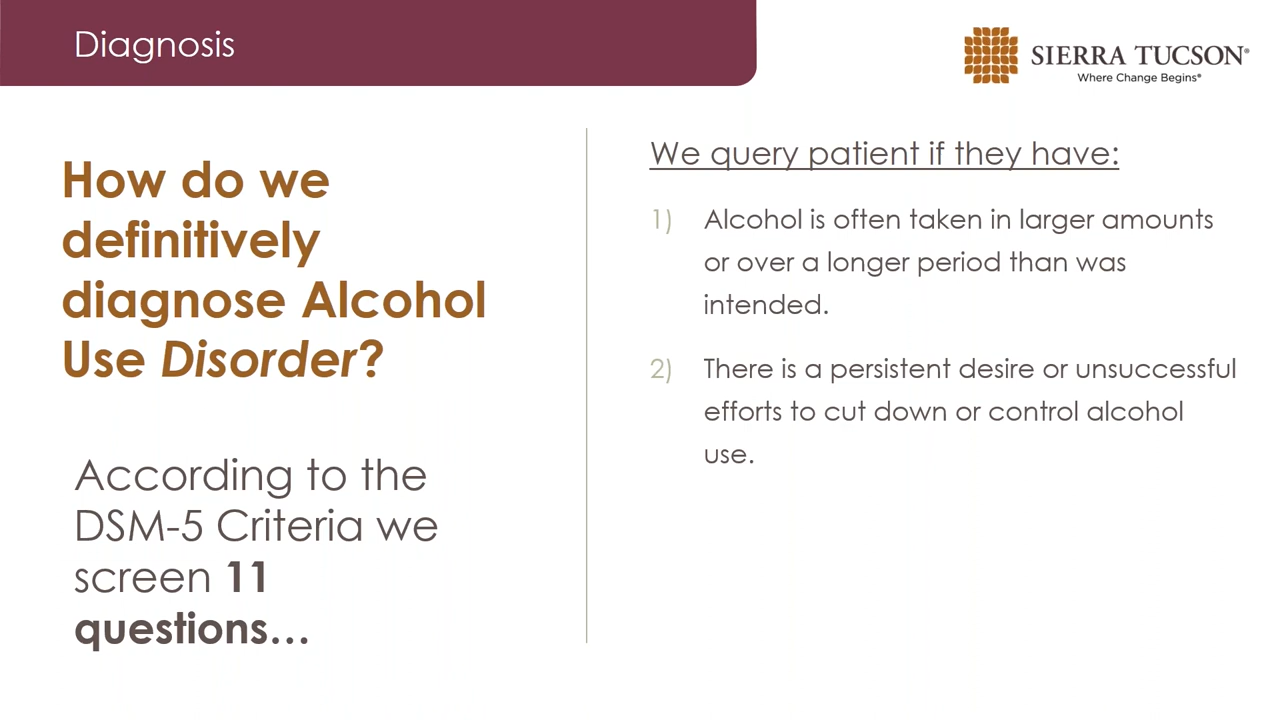 Diagnosis
SIERRA TUCSON®
Where Change Begins®
How do we
definitively
diagnose Alcohol
Use Disorder?
According to the
DSM-5 Criteria we
screen 11
questions…
We query patient if they have:
1) Alcohol is often taken in larger amounts
or over a longer period than was
intended.
2) There is a persistent desire or unsuccessful
efforts to cut down or control alcohol
use.